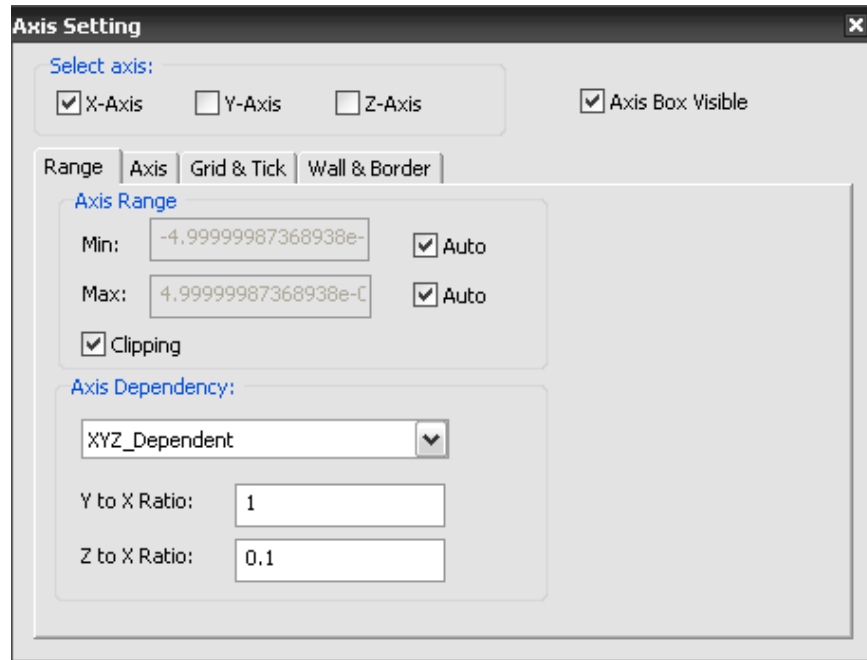 Axis Setting
Select axis:
X-Axis Y-Axis Z-Axis Axis Box Visible
Range Axis Grid & Tick Wall & Border
Axis Range
Min: -4.99999987368938e- Auto
Max: 4.99999987368938e-0 Auto
Clipping
Axis Dependency:
XYZ_Dependent
Y to X Ratio: 1
Z to X Ratio: 0.1